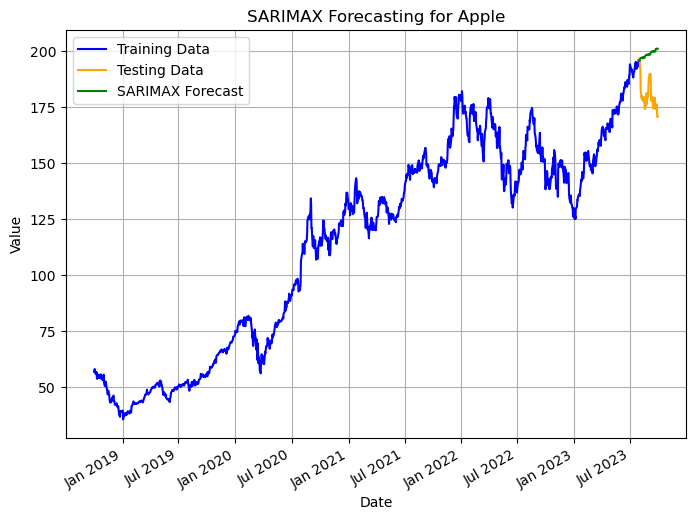 SARIMAX Forecasting for Apple
Training Data
Testing Data
SARIMAX Forecast
200
175
150
125
100
75
50
Value
Jan 2019
Jul 2019
Jan 2020
Jul 2020
Jan 2021
Jul 2021
Jan 2022
Jul 2022
Jan 2023
Jul 2023
Date